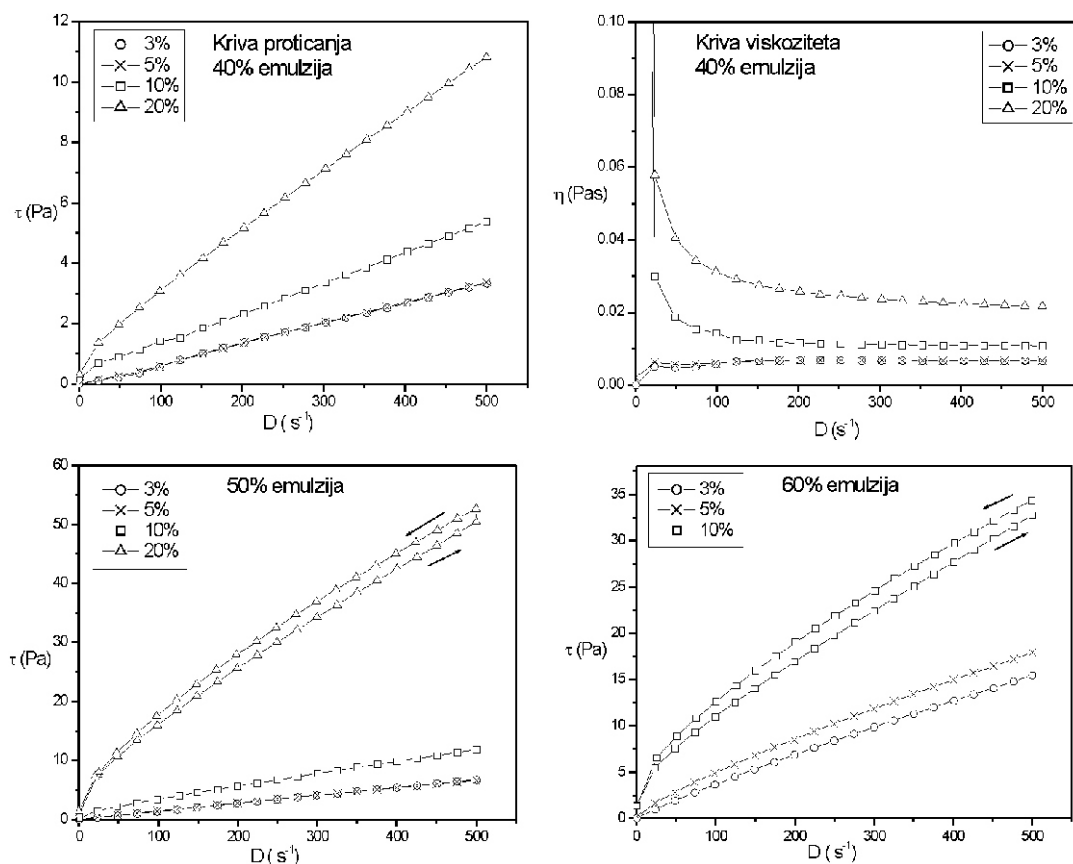 Kriva proticanja
40% emulzija
3%
5%
10%
20%
12
10
8
6
4
2
0
τ (Pa)
0 100 200 300 400 500
D ( s⁻¹)
Kriva viskoziteta
40% emulzija
3%
5%
10%
20%
0.10
0.08
0.06
0.04
0.02
0.00
η (Pas)
0 100 200 300 400 500
D (s⁻¹)
50% emulzija
3%
5%
10%
20%
60
50
40
30
20
10
0
τ (Pa)
0 100 200 300 400 500
D ( s⁻¹)
60% emulzija
3%
5%
10%
35
30
25
20
15
10
5
0
τ (Pa)
0 100 200 300 400 500
D ( s⁻¹)